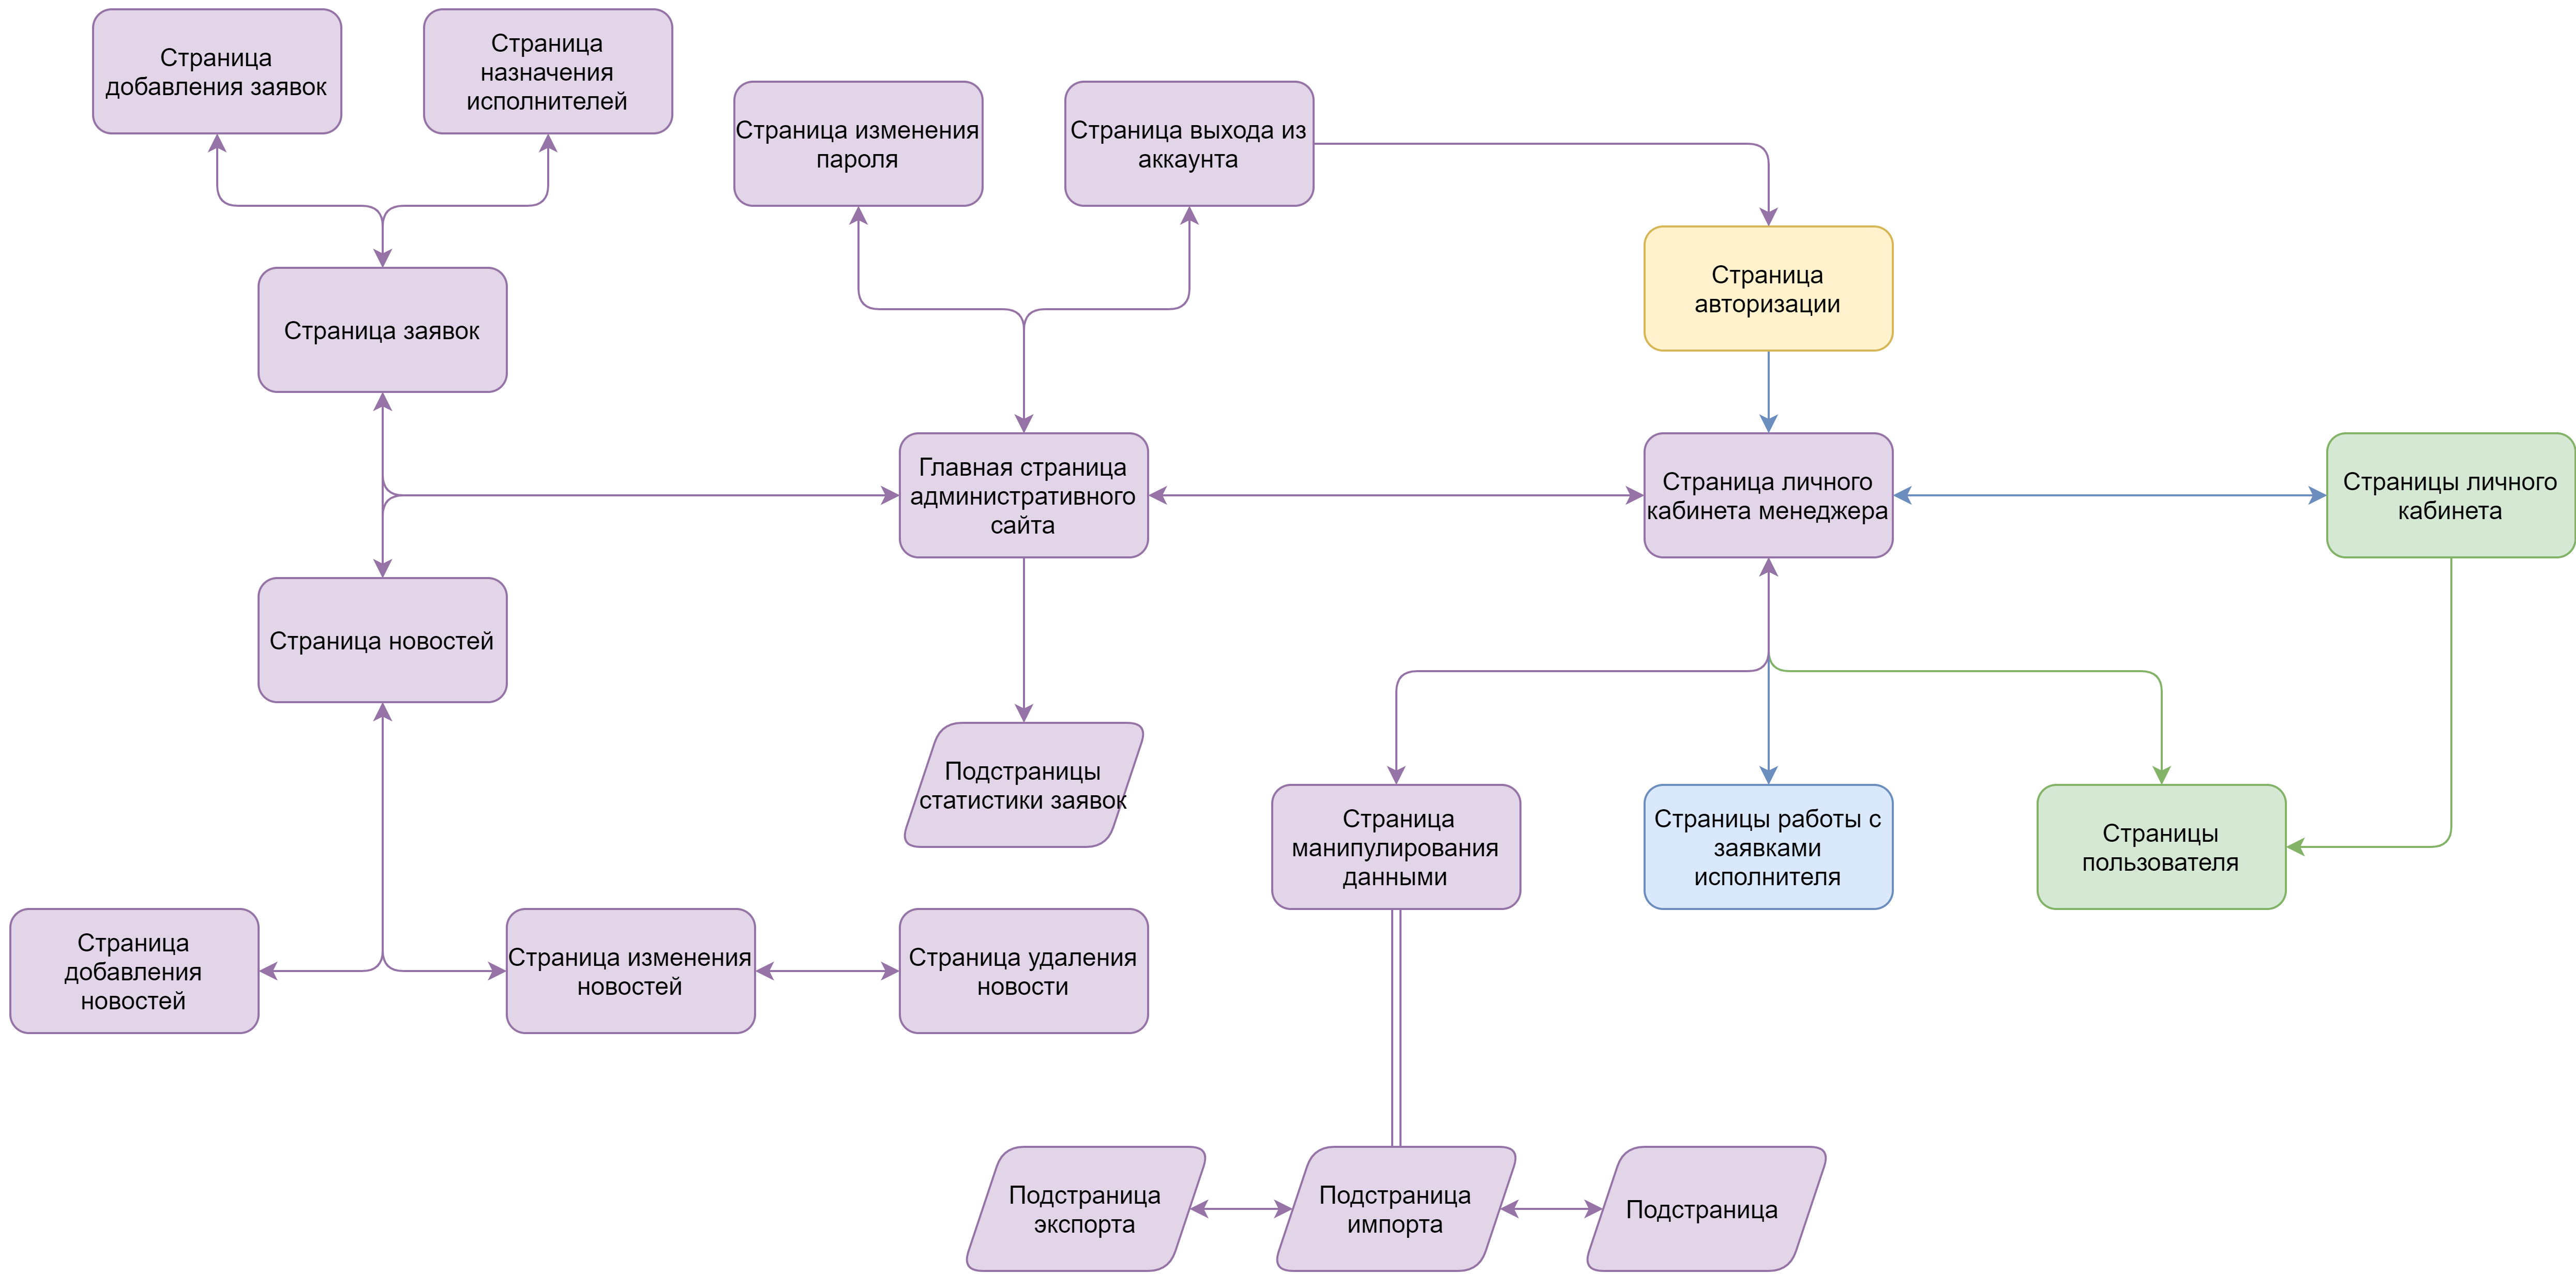 Страница
добавления заявок
Страница
назначения
исполнителей
Страница изменения
пароля
Страница выхода из
аккаунта
Страница
авторизации
Страница заявок
Главная страница
административного
сайта
Страница личного
кабинета менеджера
Страницы личного
кабинета
Страница новостей
Подстраницы
статистики заявок
Страница
манипулирования
данными
Страницы работы с
заявками
исполнителя
Страницы
пользователя
Страница
добавления
новостей
Страница изменения
новостей
Страница удаления
новости
Подстраница
экспорта
Подстраница
импорта
Подстраница